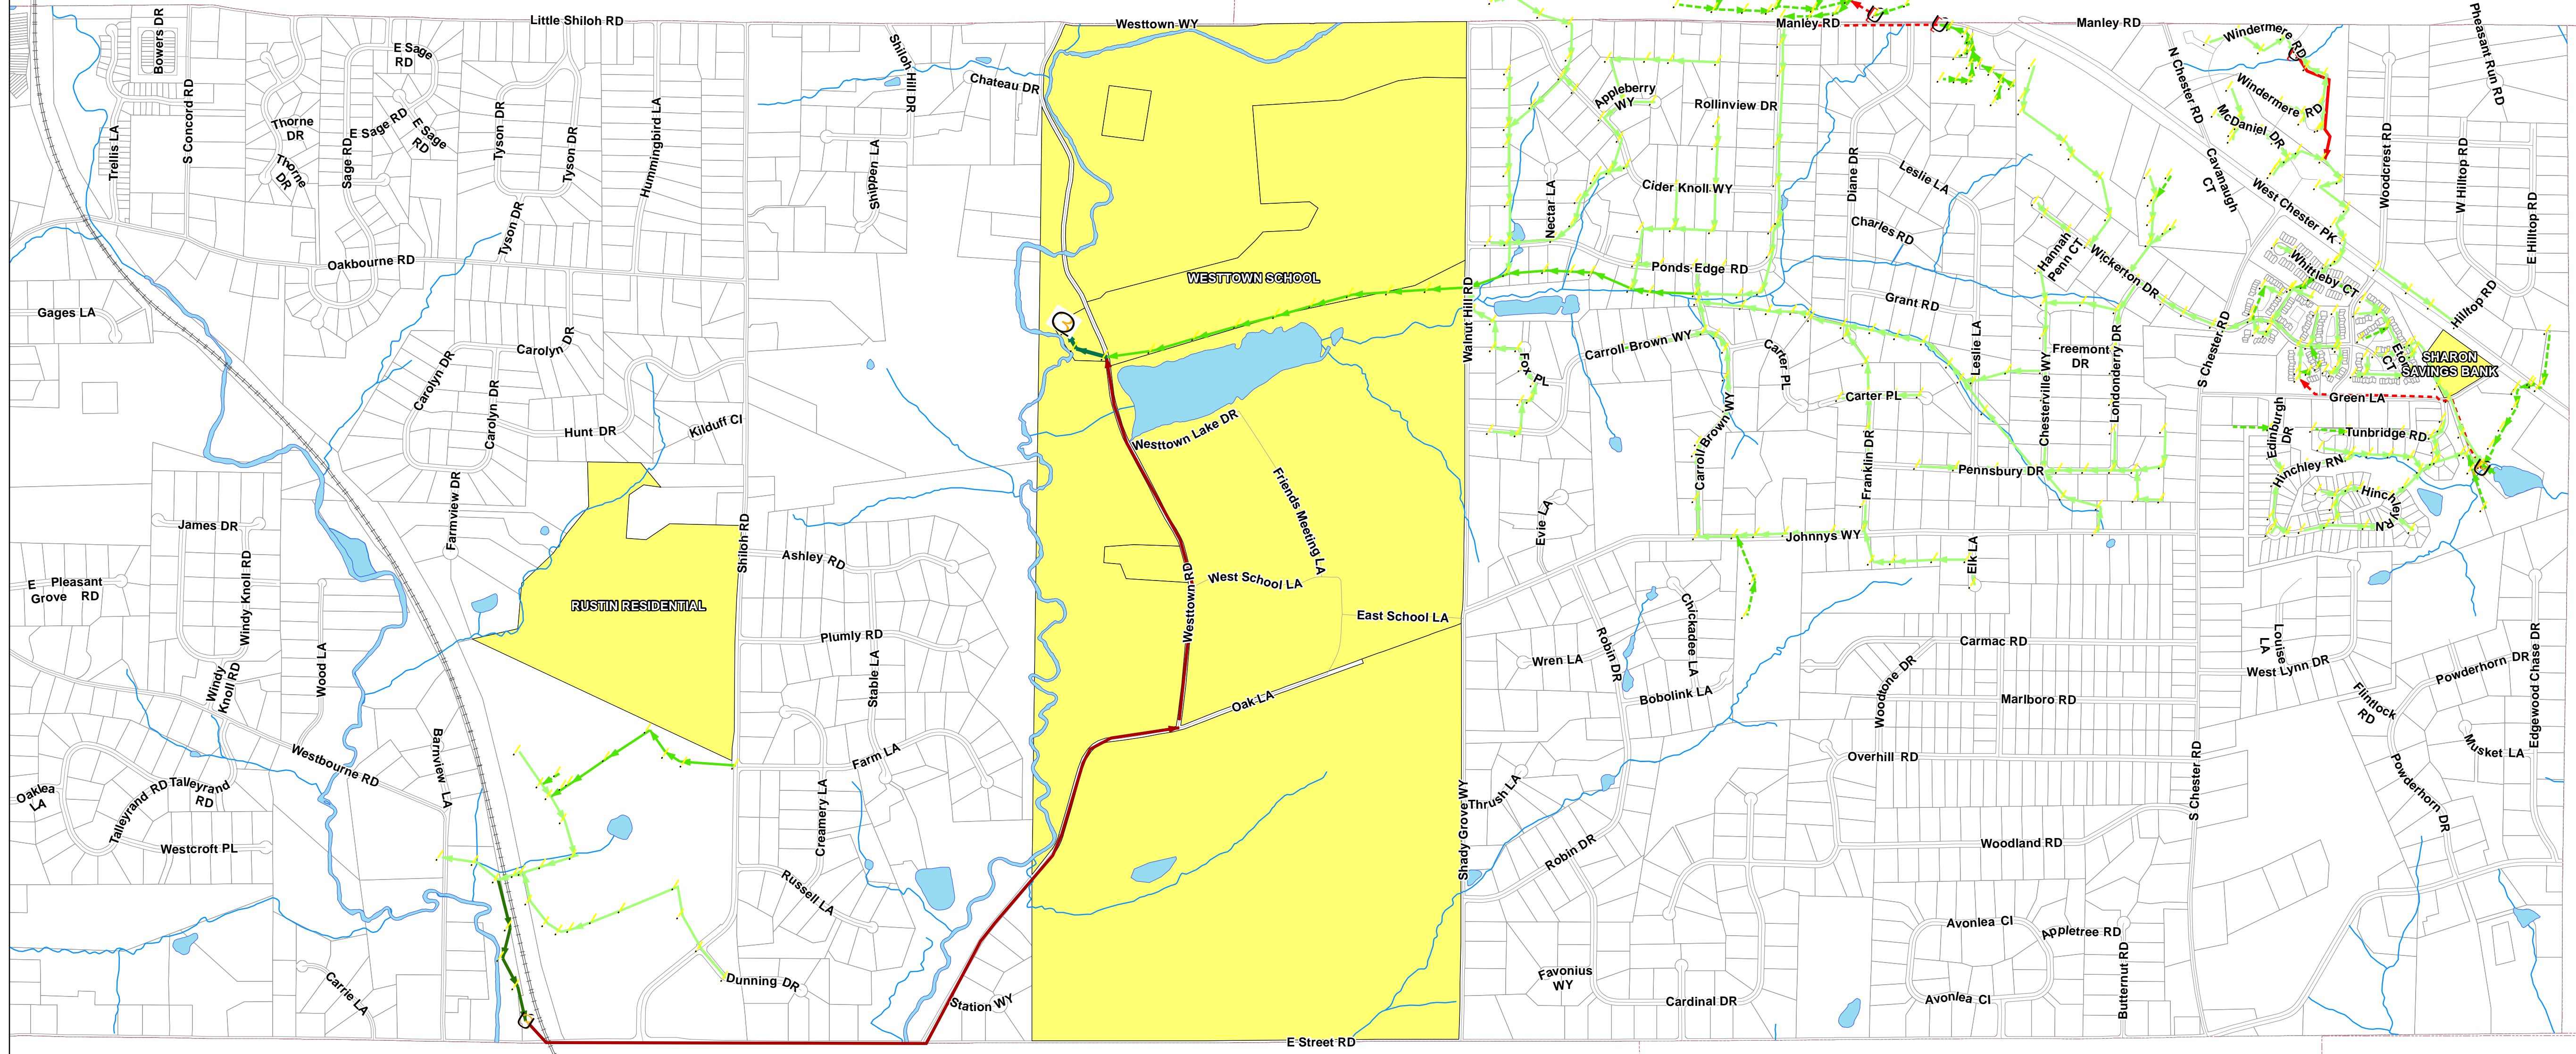 Little Shiloh RD
Westtown WY
Manley RD
Manley RD
Bowers DR
E Sage
RD
Shiloh Hill DR
Chateau DR
Windermere RD
Pheasant Run RD
N Chester RD
Windermere RD
McDaniel DR
S Concord RD
Trellis LA
Thorne
DR
E Sage RD
E Sage
RD
Sage RD
Thorne
DR
Tyson DR
Tyson DR
Hummingbird LA
Shippen LA
Appleberry
WY
Rollinview DR
Nectar LA
Cider Knoll WY
Diane DR
Leslie LA
Charles RD
Cavanaugh
CT
West Chester PK
Woodcrest RD
W Hilltop RD
E Hilltop RD
Tyson DR
Oakbourne RD
WESTTOWN SCHOOL
Ponds Edge RD
Hannah
Penn CT
Wickerton DR
Whittleby CT
Gages LA
Grant RD
Hilltop RD
Walnut Hill RD
Carolyn DR
Carolyn DR
Carolyn DR
Fox PL
Carroll Brown WY
Carter PL
Leslie LA
Freemont
DR
Londonderry DR
Chesterville WY
S Chester RD
Eton
CT
SHARON
SAVINGS BANK
Carter PL
Green LA
Hunt DR
Kilduff CI
Westtown Lake DR
Carroll Brown WY
Franklin DR
Edinburgh
DR
Tunbridge RD
Pennsbury DR
Hinchley RN
Hinchley
RN
Farmview DR
Friends Meeting LA
James DR
Shiloh RD
Evie LA
Johnnys WY
Elk LA
Windy Knoll RD
Ashley RD
E Pleasant
Grove RD
West School LA
Westtown RD
RUSTIN RESIDENTIAL
East School LA
Chickadee LA
Plumly RD
Robin DR
Carmac RD
Louise
LA
Edgewood Chase DR
Wood LA
Stable LA
Wren LA
West Lynn DR
Powderhorn DR
Windy
Knoll RD
Oak LA
Bobolink LA
Woodtone DR
Marlboro RD
Flintlock
RD
Musket LA
Westbourne RD
Barnview LA
Farm LA
Overhill RD
S Chester RD
Talleyrand RD
Talleyrand
RD
Oaklea
LA
Thrush LA
Powderhorn DR
Creamery LA
Shady Grove WY
Westcroft PL
Robin DR
Woodland RD
Russell LA
Avonlea CI
Appletree RD
Carrie LA
Dunning DR
Station WY
Favonius
WY
Cardinal DR
Avonlea CI
Butternut RD
E Street RD